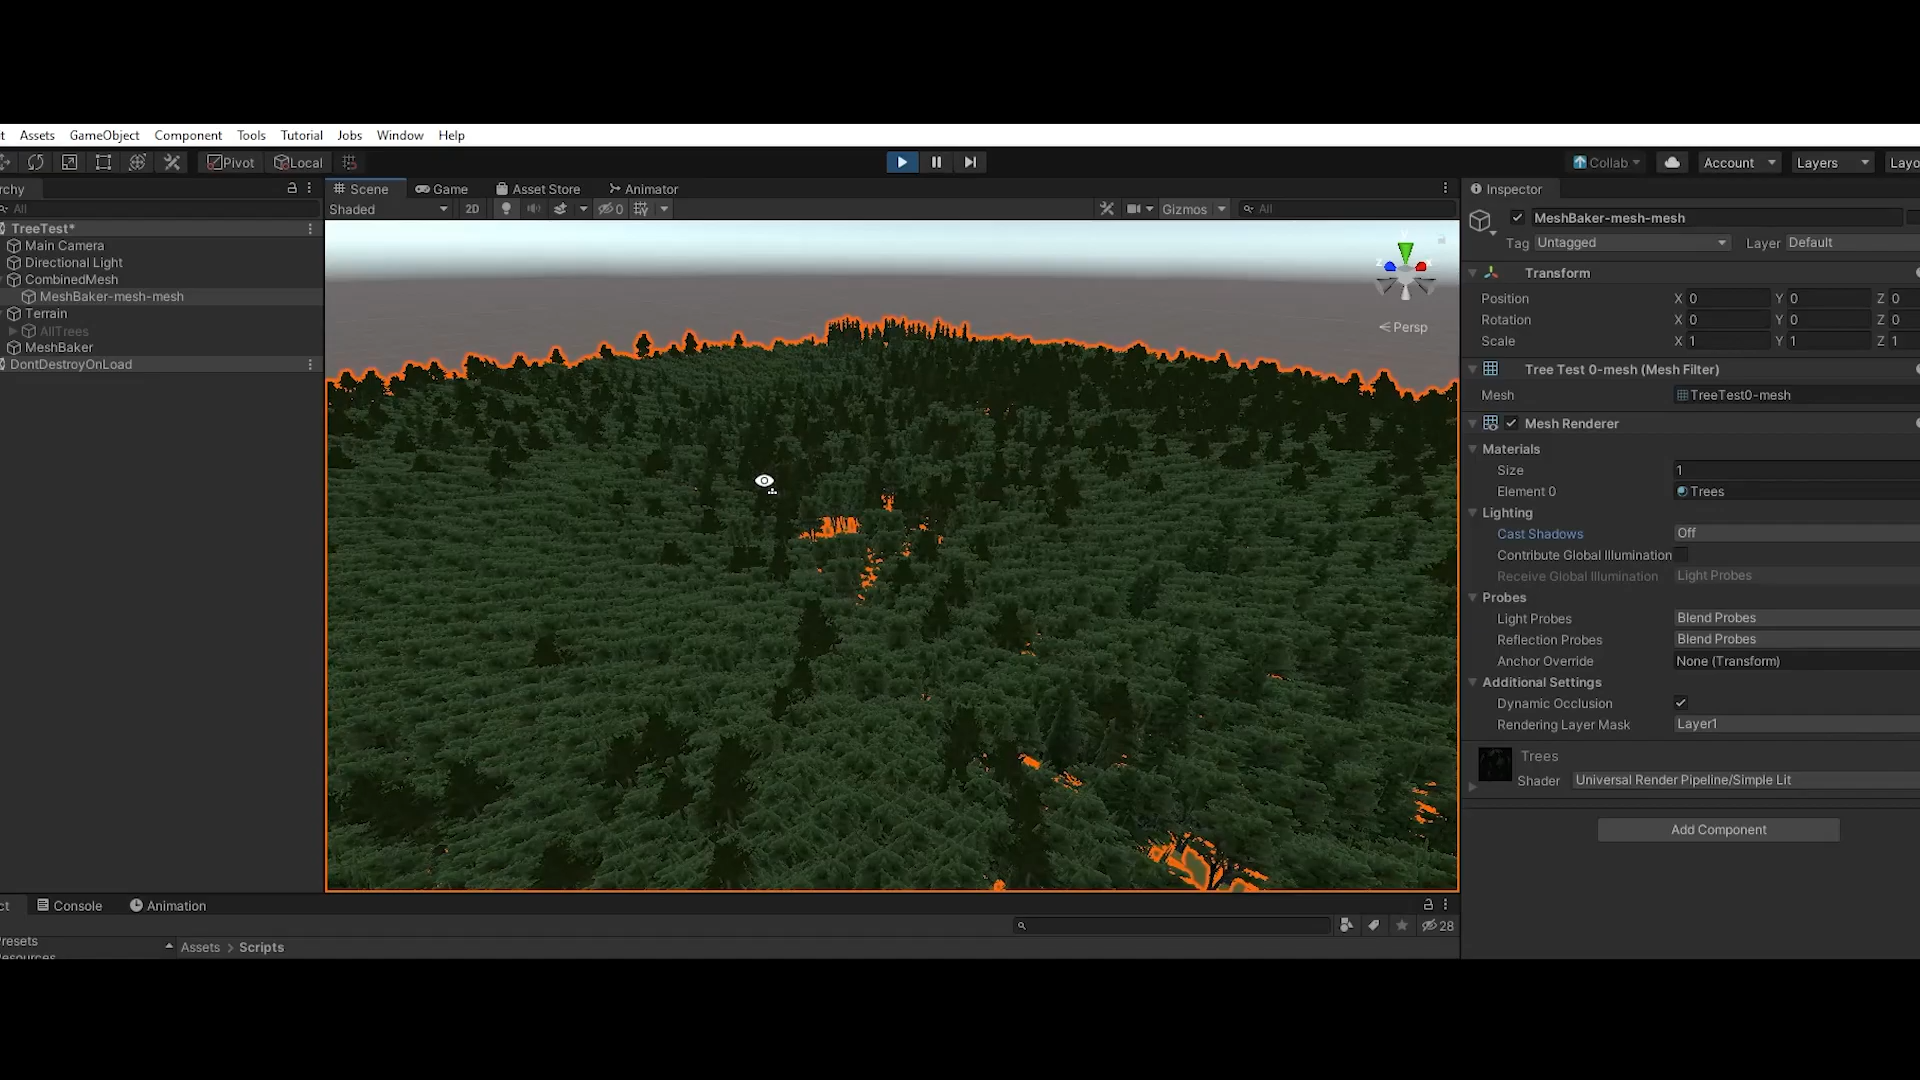 t Assets GameObject Component Tools Tutorial Jobs Window Help
Pivot Local Collab Account Layers Layo
rchy Scene Game Asset Store Animator Inspector
All Shaded 2D 0 Gizmos All
MeshBaker-mesh-mesh
Tag Untagged Layer Default
TreeTest*
Main Camera
Directional Light
CombinedMesh
MeshBaker-mesh-mesh
Terrain
AllTrees
MeshBaker
DontDestroyOnLoad
Persp
Transform
Position X 0 Y 0 Z 0
Rotation X 0 Y 0 Z 0
Scale X 1 Y 1 Z 1
Tree Test 0-mesh (Mesh Filter)
Mesh TreeTest0-mesh
Mesh Renderer
Materials
Size 1
Element 0 Trees
Lighting
Cast Shadows Off
Contribute Global Illumination
Receive Global Illumination Light Probes
Probes
Light Probes Blend Probes
Reflection Probes Blend Probes
Anchor Override None (Transform)
Additional Settings
Dynamic Occlusion
Rendering Layer Mask Layer1
Trees
Shader Universal Render Pipeline/Simple Lit
Add Component
ct Console Animation
28
resets
esources
Assets > Scripts